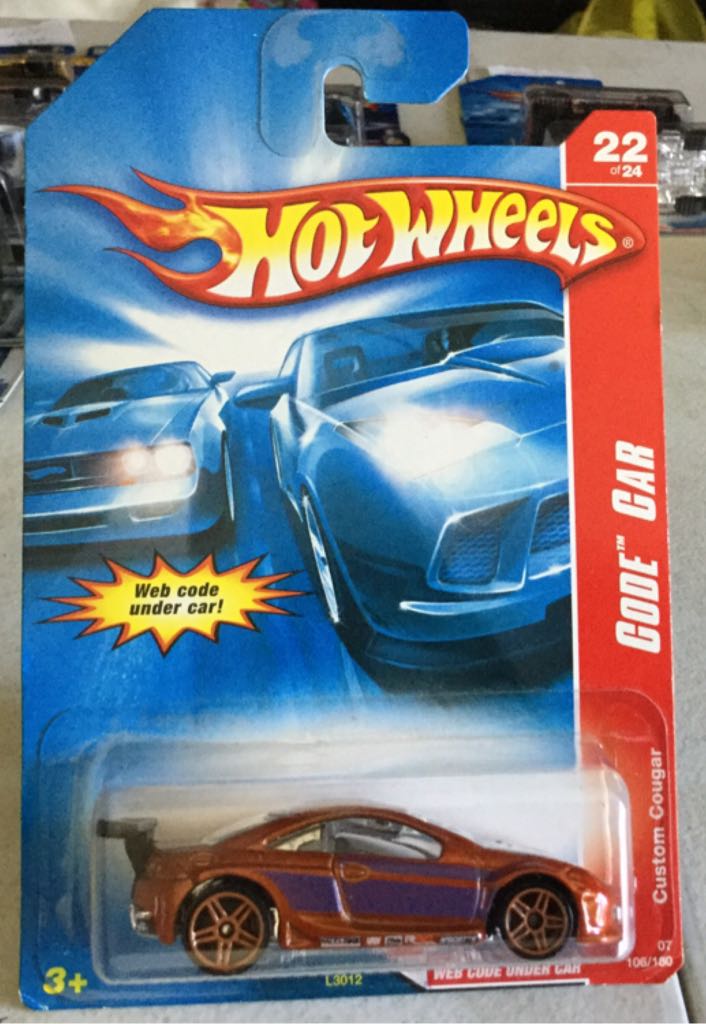 22
of 24
HOT WHEELS®
CODE™ CAR
Web code
under car!
Custom Cougar
07
106/180
3+
L3012
WEB CODE UNDER CAR